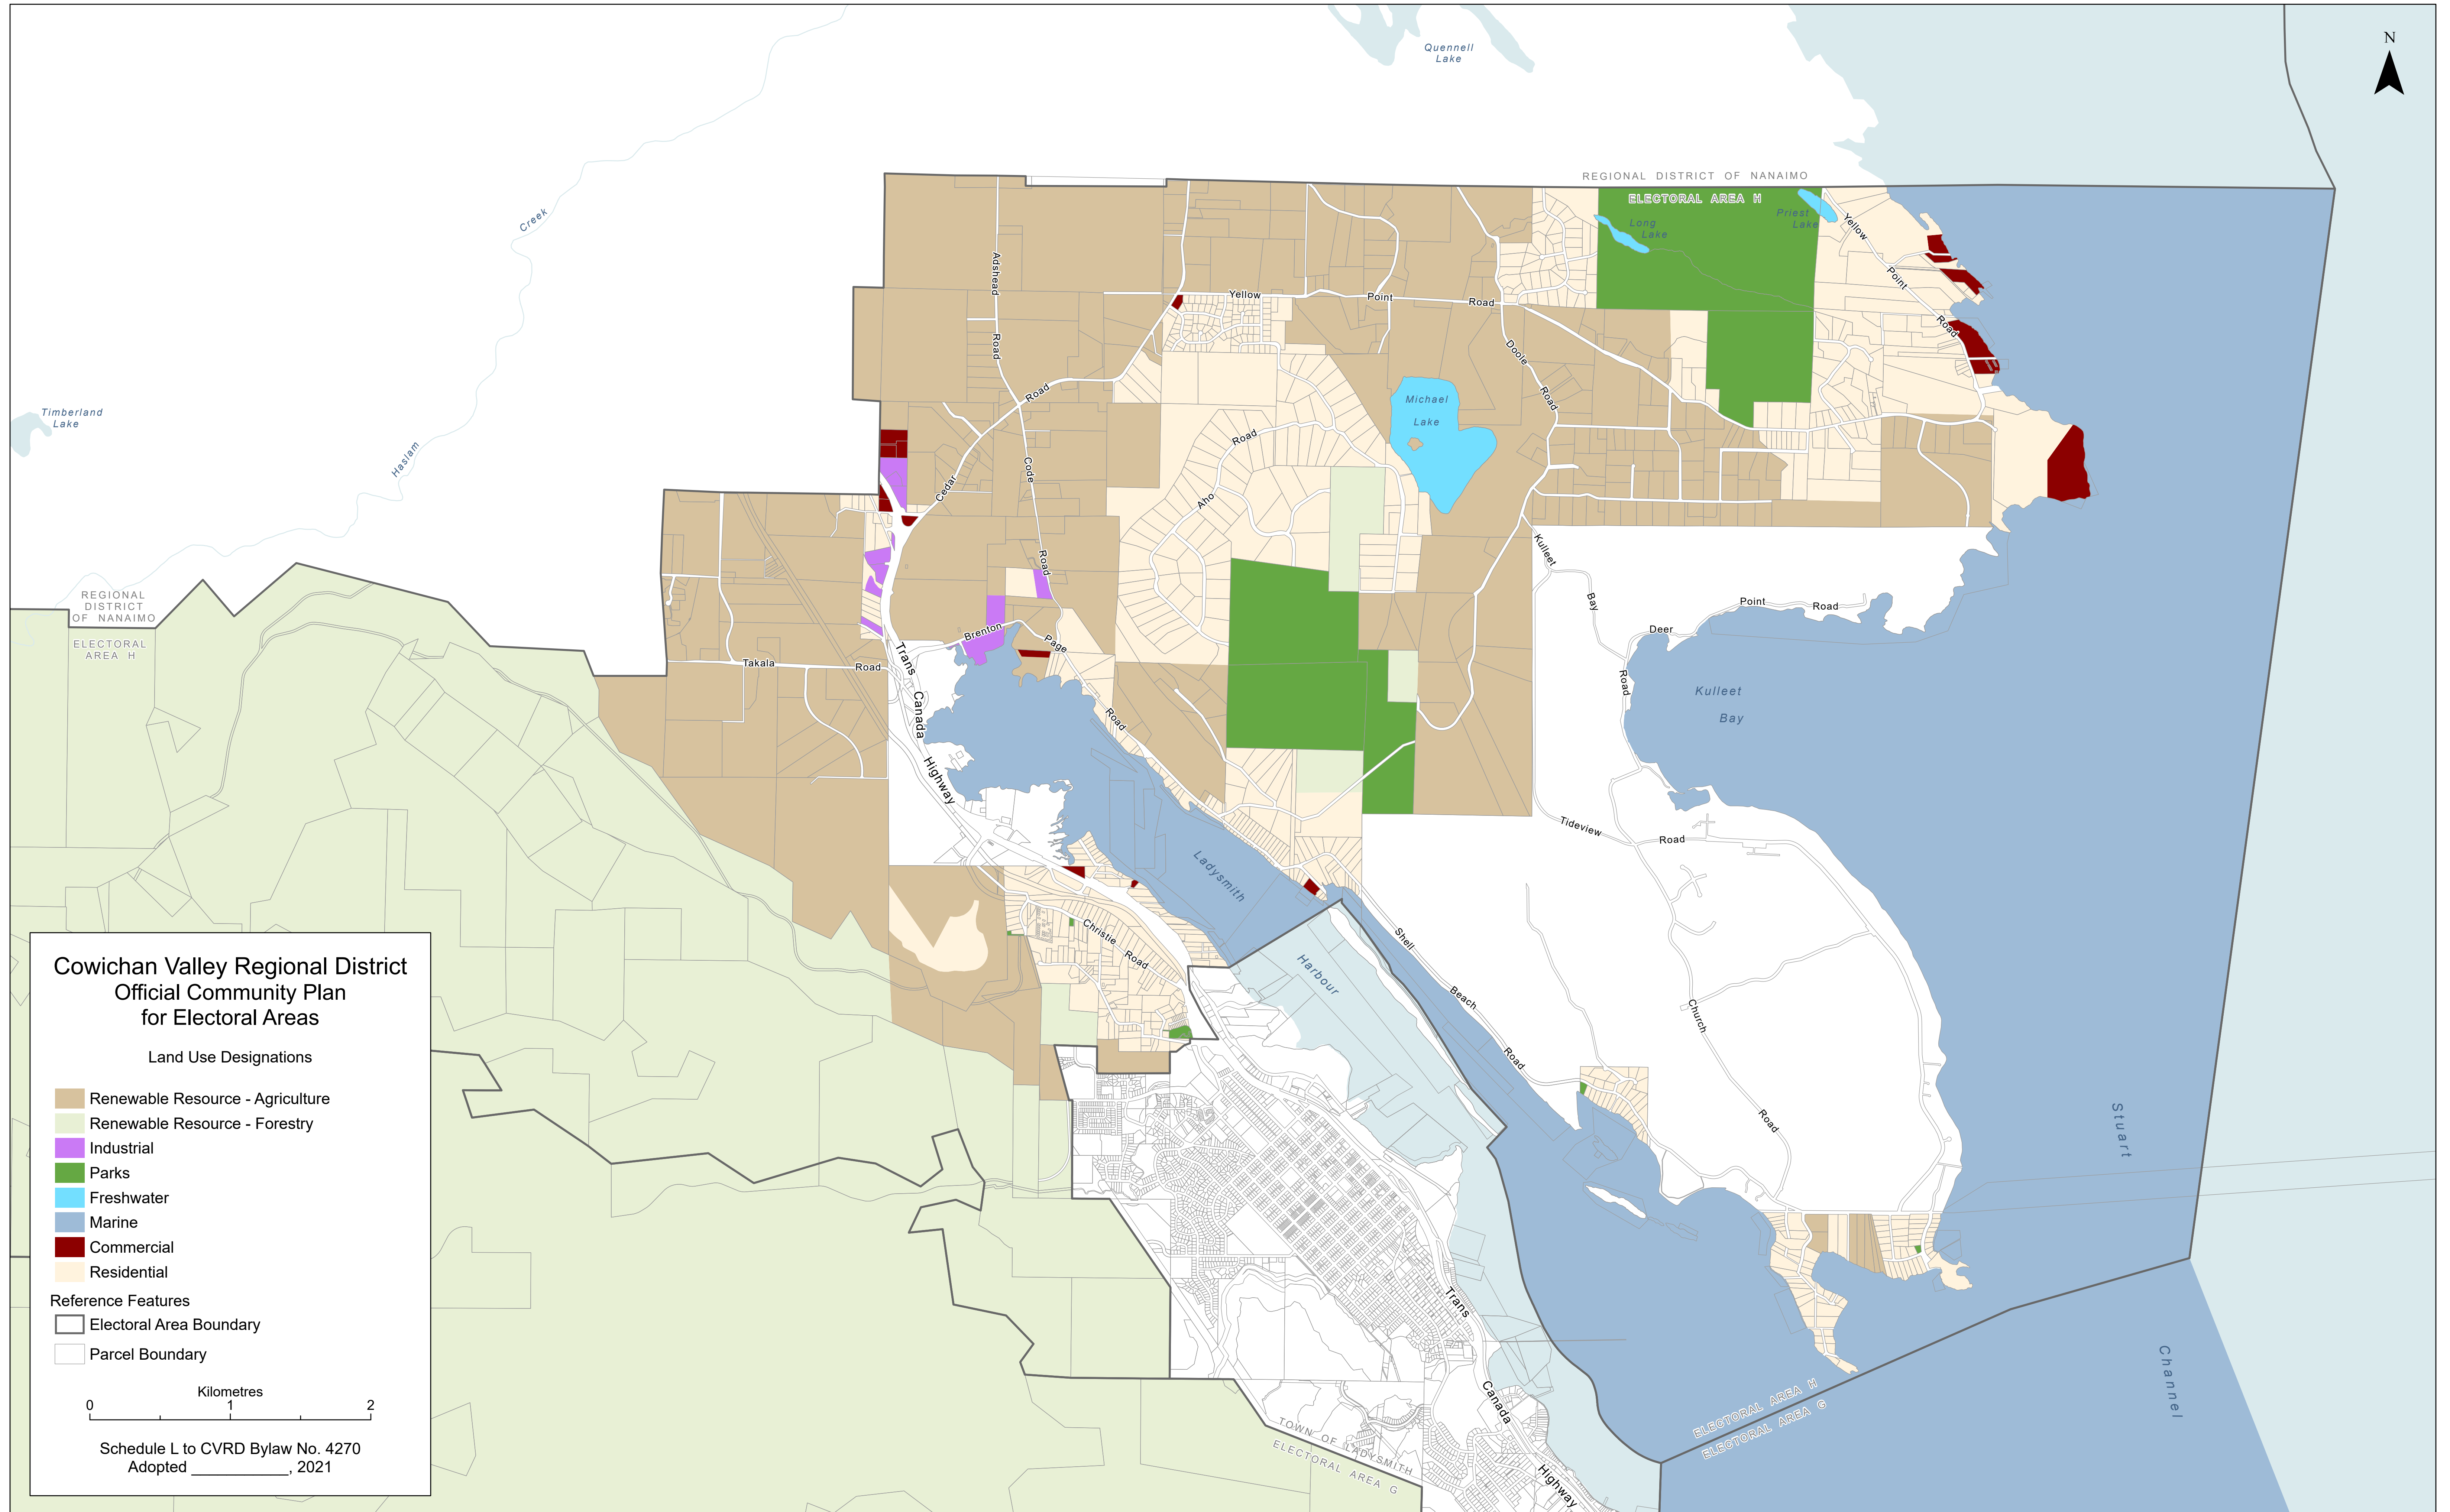 Quennell
Lake
N
REGIONAL DISTRICT OF NANAIMO
ELECTORAL AREA H
Long
Lake
Priest
Lake
Yellow
Point
Road
Creek
Haslam
Timberland
Lake
Adshead
Road
Yellow
Point
Road
Doole
Road
Michael
Lake
Road
Cedar
Code
Road
Aho
Road
Kulleet
Bay
Road
Deer
Point
Road
Kulleet
Bay
REGIONAL
DISTRICT
OF NANAIMO
ELECTORAL
AREA H
Takala
Road
Brenton
Page
Road
Trans
Canada
Highway
Tideview
Road
Ladysmith
Harbour
Christie
Road
Shell
Beach
Road
Church
Road
Stuart
Channel
Trans
Canada
Highway
ELECTORAL AREA H
ELECTORAL AREA G
TOWN OF LADYSMITH
ELECTORAL AREA G
Cowichan Valley Regional District
Official Community Plan
for Electoral Areas
Land Use Designations
Renewable Resource - Agriculture
Renewable Resource - Forestry
Industrial
Parks
Freshwater
Marine
Commercial
Residential
Reference Features
Electoral Area Boundary
Parcel Boundary
Kilometres
0 1 2
Schedule L to CVRD Bylaw No. 4270
Adopted ____________, 2021